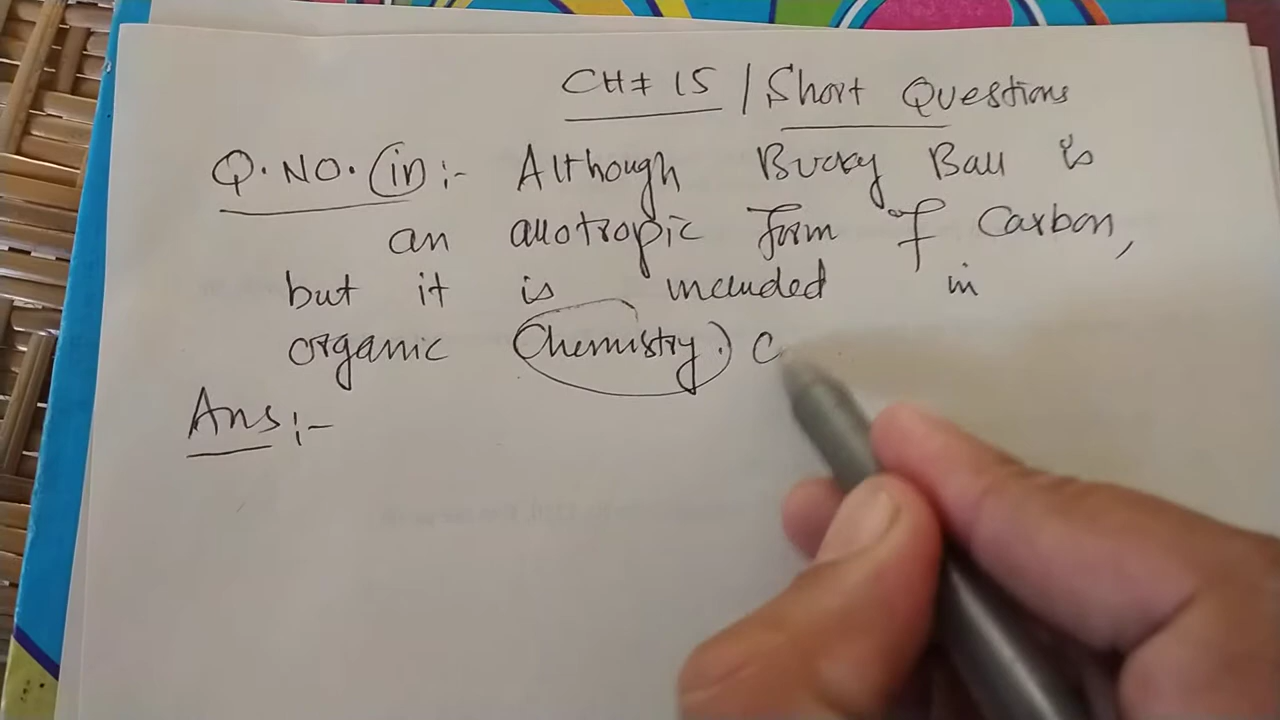 CH# 15 / Short Questions
Q.NO. (iii):- Although Bucky Ball is
an allotropic form of Carbon,
but it is included in
organic Chemistry. C
Ans:-